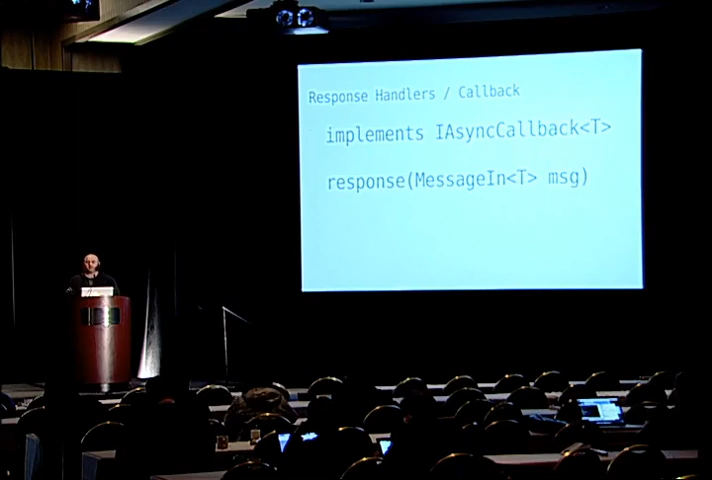 Response Handlers / Callback
implements IAsyncCallback<T>
response(MessageIn<T> msg)